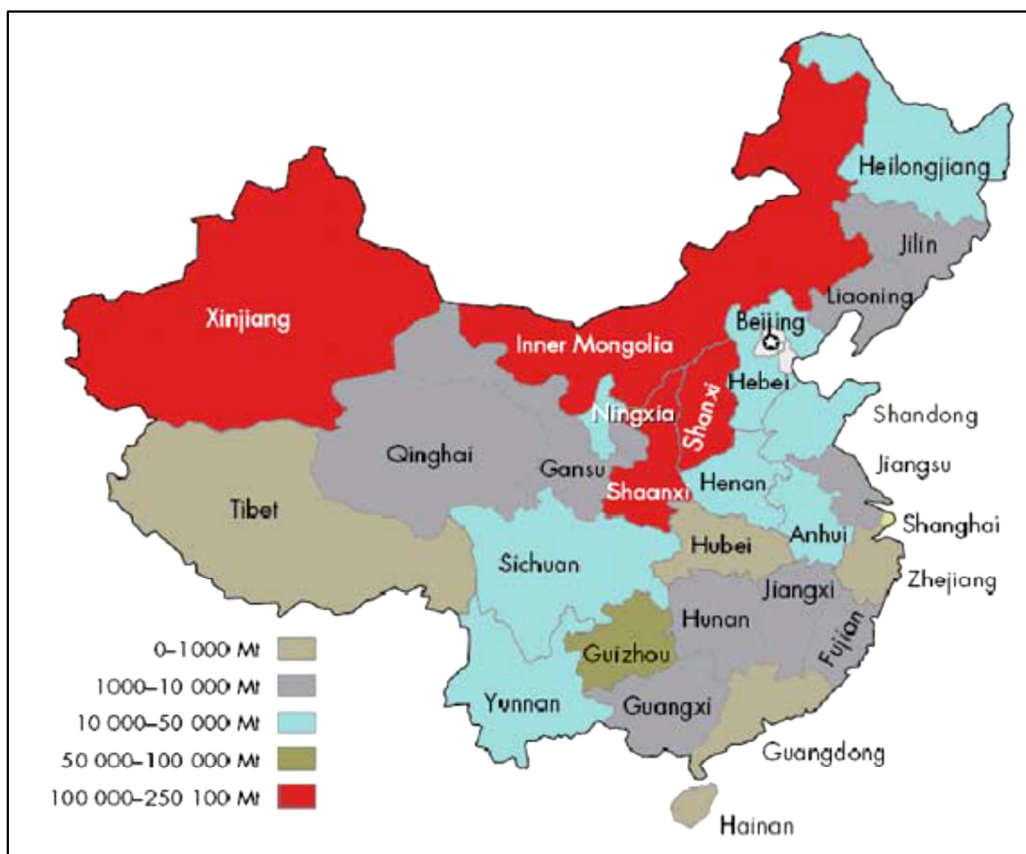 Heilongjiang
Jilin
Liaoning
Beijing
Xinjiang
Inner Mongolia
Hebei
Ningxia
Shanxi
Shandong
Qinghai
Gansu
Jiangsu
Henan
Shaanxi
Tibet
Shanghai
Anhui
Hubei
Sichuan
Zhejiang
Jiangxi
Hunan
Fujian
Guizhou
Yunnan
Guangxi
Guangdong
Hainan
0–1000 Mt
1000–10 000 Mt
10 000–50 000 Mt
50 000–100 000 Mt
100 000–250 100 Mt